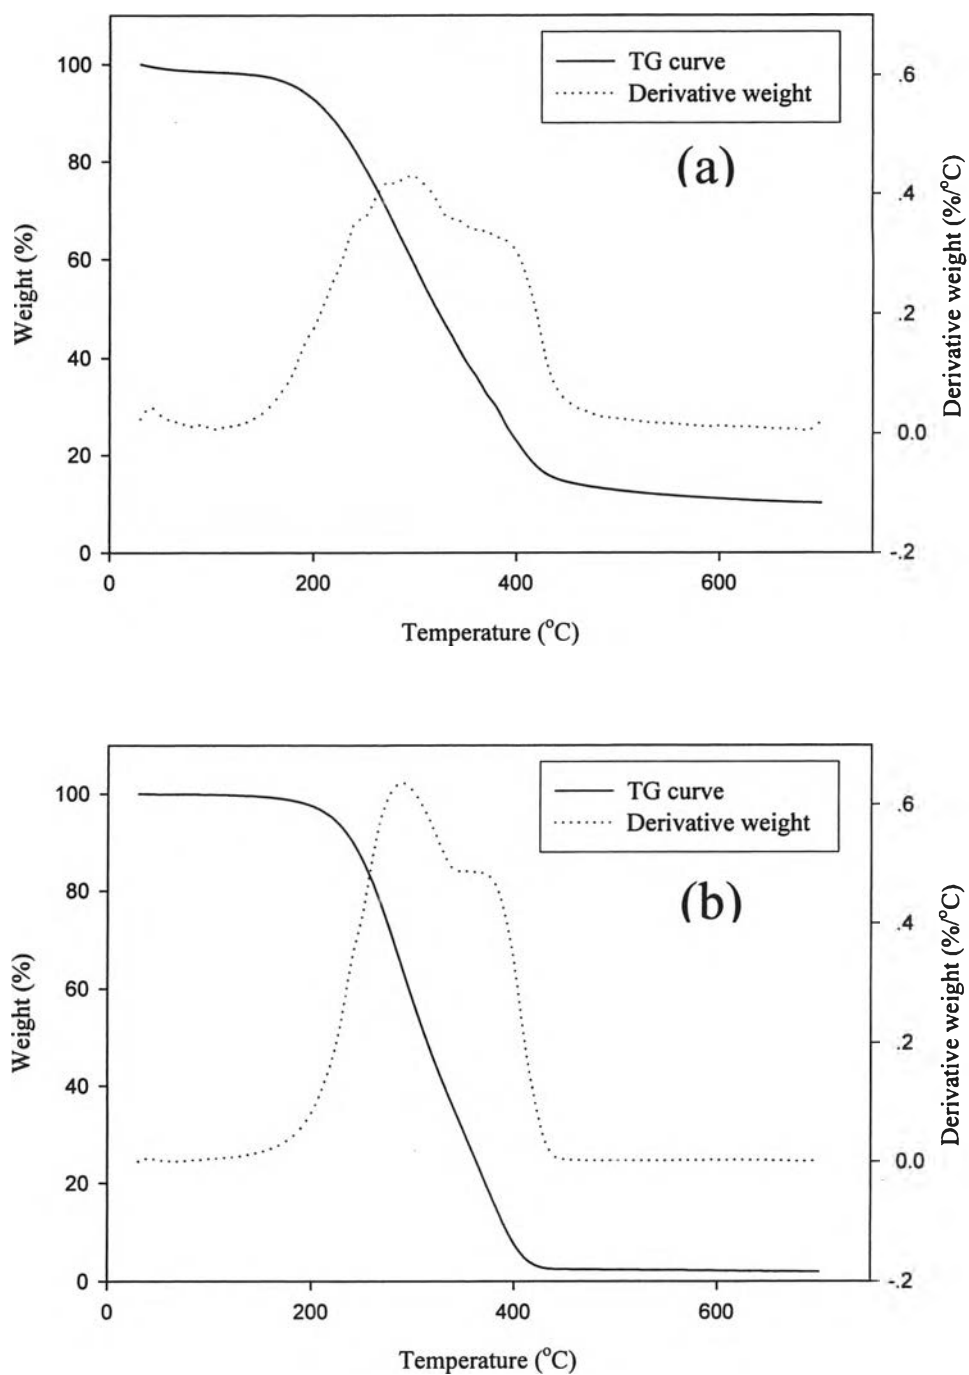 TG curve
Derivative weight
(a)
100
80
60
40
20
0
.6
.4
.2
0.0
-.2
0
200
400
600
Weight (%)
Derivative weight (%/°C)
Temperature (°C)
TG curve
Derivative weight
(b)
100
80
60
40
20
0
.6
.4
.2
0.0
-.2
0
200
400
600
Weight (%)
Derivative weight (%/°C)
Temperature (°C)